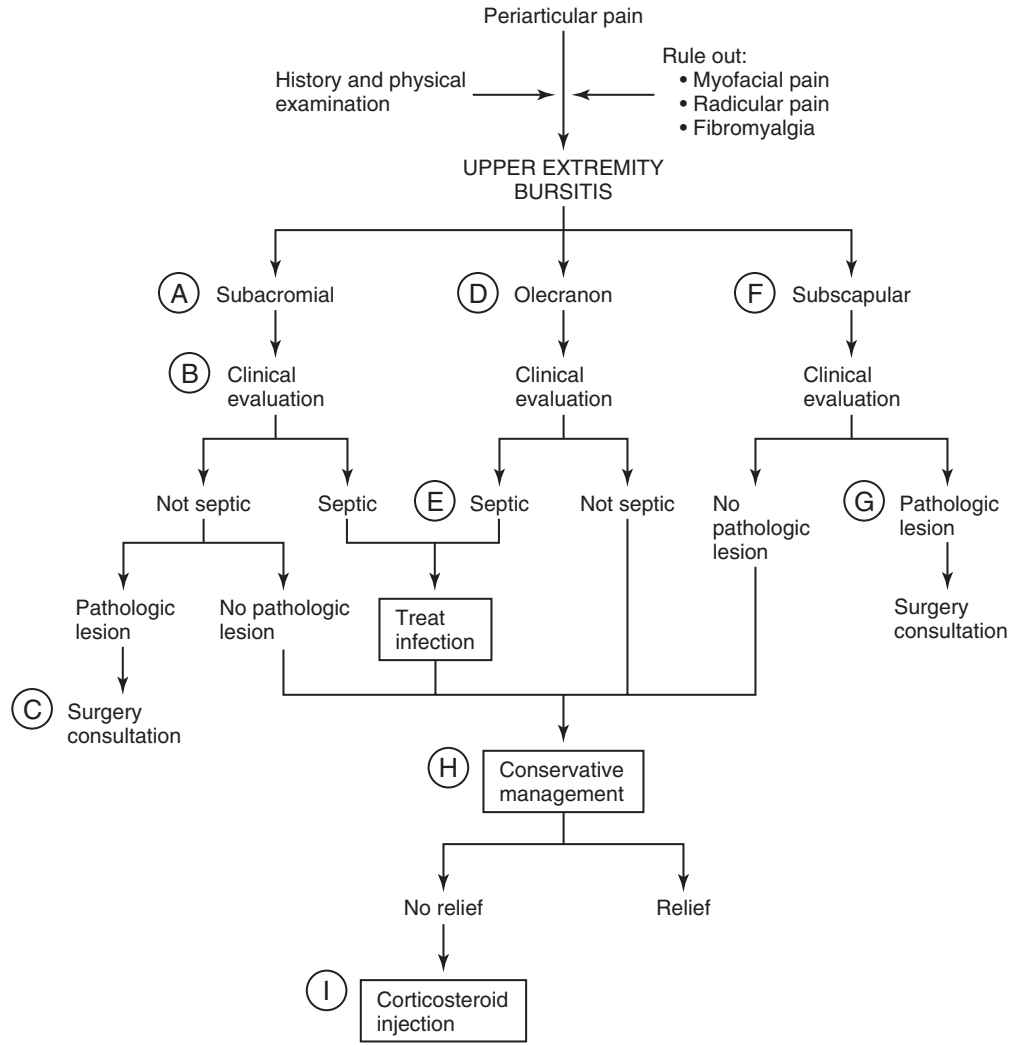 Periarticular pain
History and physical
examination
Rule out:
• Myofacial pain
• Radicular pain
• Fibromyalgia
UPPER EXTREMITY
BURSITIS
A Subacromial
D Olecranon
F Subscapular
B Clinical
evaluation
Clinical
evaluation
Clinical
evaluation
Not septic
Septic
E Septic
Not septic
No
pathologic
lesion
G Pathologic
lesion
Pathologic
lesion
No pathologic
lesion
Treat
infection
Surgery
consultation
C Surgery
consultation
H Conservative
management
No relief
Relief
I Corticosteroid
injection